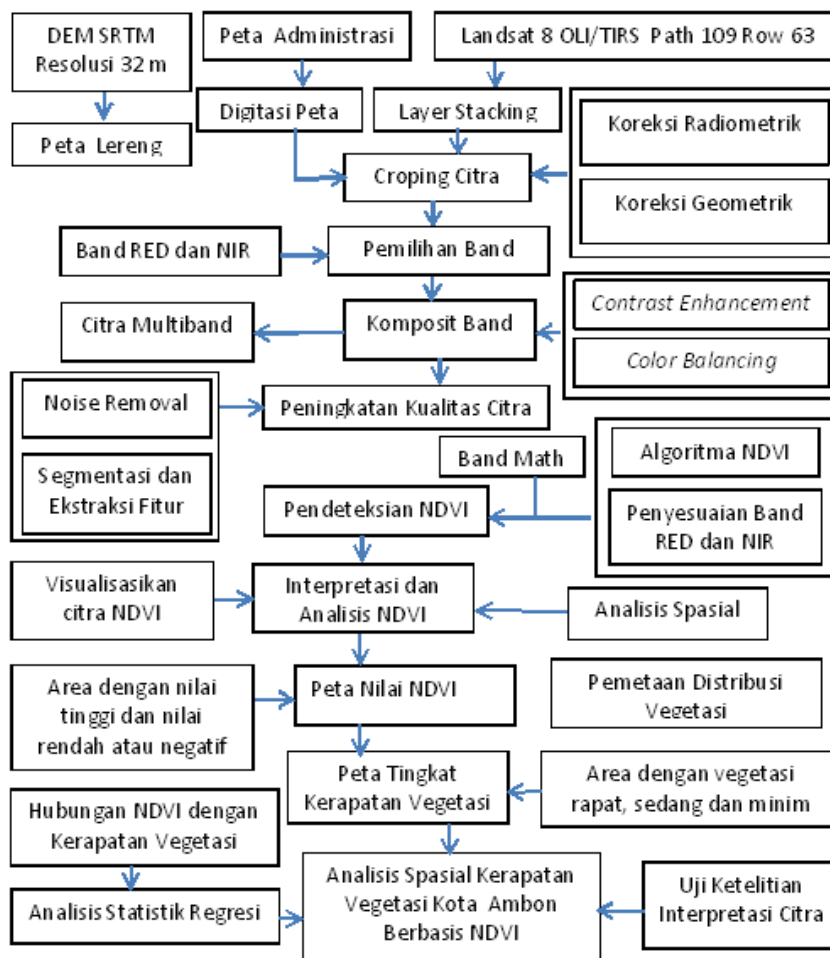 DEM SRTM
Resolusi 32 m
Peta Administrasi
Landsat 8 OLI/TIRS Path 109 Row 63
Peta Lereng
Digitasi Peta
Layer Stacking
Koreksi Radiometrik
Croping Citra
Koreksi Geometrik
Band RED dan NIR
Pemilihan Band
Citra Multiband
Komposit Band
Contrast Enhancement
Color Balancing
Noise Removal
Peningkatan Kualitas Citra
Segmentasi dan
Ekstraksi Fitur
Band Math
Algoritma NDVI
Pendeteksian NDVI
Penyesuaian Band
RED dan NIR
Visualisasikan
citra NDVI
Interpretasi dan
Analisis NDVI
Analisis Spasial
Area dengan nilai
tinggi dan nilai
rendah atau negatif
Peta Nilai NDVI
Pemetaan Distribusi
Vegetasi
Peta Tingkat
Kerapatan Vegetasi
Area dengan vegetasi
rapat, sedang dan minim
Hubungan NDVI dengan
Kerapatan Vegetasi
Analisis Statistik Regresi
Analisis Spasial Kerapatan
Vegetasi Kota Ambon
Berbasis NDVI
Uji Ketelitian
Interpretasi Citra